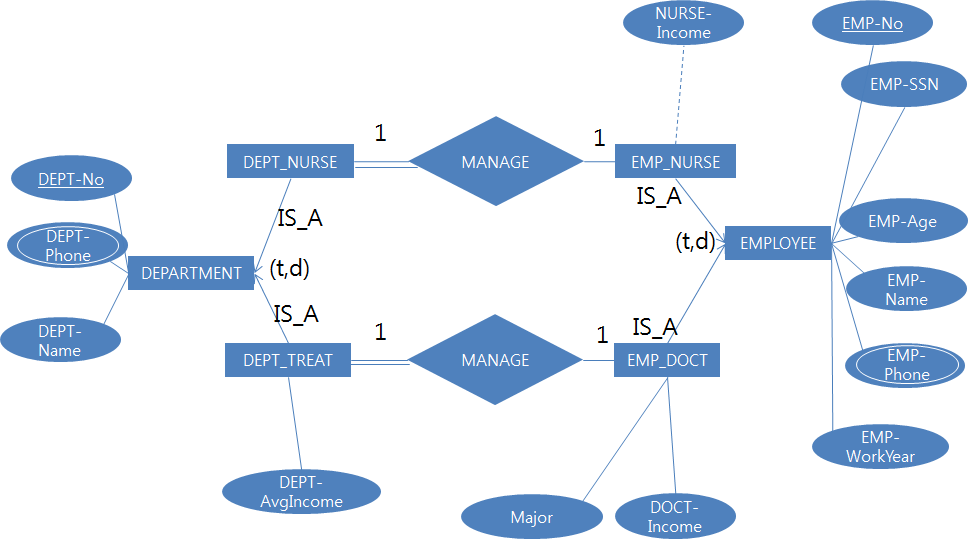 NURSE-
Income
EMP-No
EMP-SSN
1
1
DEPT_NURSE
MANAGE
EMP_NURSE
DEPT-No
IS_A
IS_A
EMP-Age
DEPT-
Phone
(t,d)
EMPLOYEE
DEPARTMENT
(t,d)
EMP-
Name
IS_A
IS_A
DEPT-
Name
1
1
DEPT_TREAT
MANAGE
EMP_DOCT
EMP-
Phone
EMP-
WorkYear
DEPT-
AvgIncome
Major
DOCT-
Income